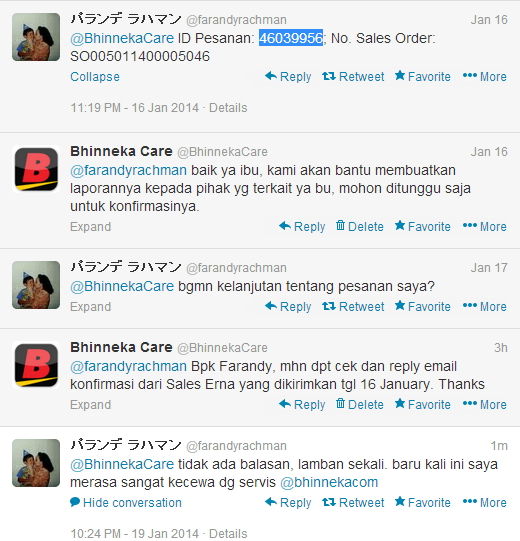 バランデ ラハマン @farandyrachman Jan 16
@BhinnekaCare ID Pesanan: 46039956; No. Sales Order:
SO005011400005046
Collapse Reply Retweet Favorite More
11:19 PM - 16 Jan 2014 · Details
Bhinneka Care @BhinnekaCare Jan 16
@farandyrachman baik ya ibu, kami akan bantu membuatkan
laporannya kepada pihak yg terkait ya bu, mohon ditunggu saja
untuk konfirmasinya.
Expand Reply Delete Favorite More
バランデ ラハマン @farandyrachman Jan 17
@BhinnekaCare bgmn kelanjutan tentang pesanan saya?
Expand Reply Retweet Favorite More
Bhinneka Care @BhinnekaCare 3h
@farandyrachman Bpk Farandy, mhn dpt cek dan reply email
konfirmasi dari Sales Erna yang dikirimkan tgl 16 January. Thanks
Expand Reply Delete Favorite More
バランデ ラハマン @farandyrachman 1m
@BhinnekaCare tidak ada balasan, lamban sekali. baru kali ini saya
merasa sangat kecewa dg servis @bhinnekacom
Hide conversation Reply Retweet Favorite More
10:24 PM - 19 Jan 2014 · Details